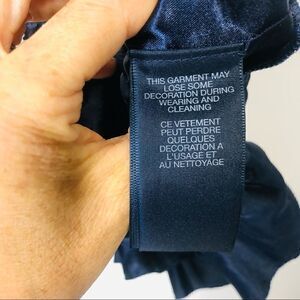 THIS GARMENT MAY
LOSE SOME
DECORATION DURING
WEARING AND
CLEANING
CE VETEMENT
PEUT PERDRE
QUELQUES
DECORATION A
L'USAGE ET
AU NETTOYAGE